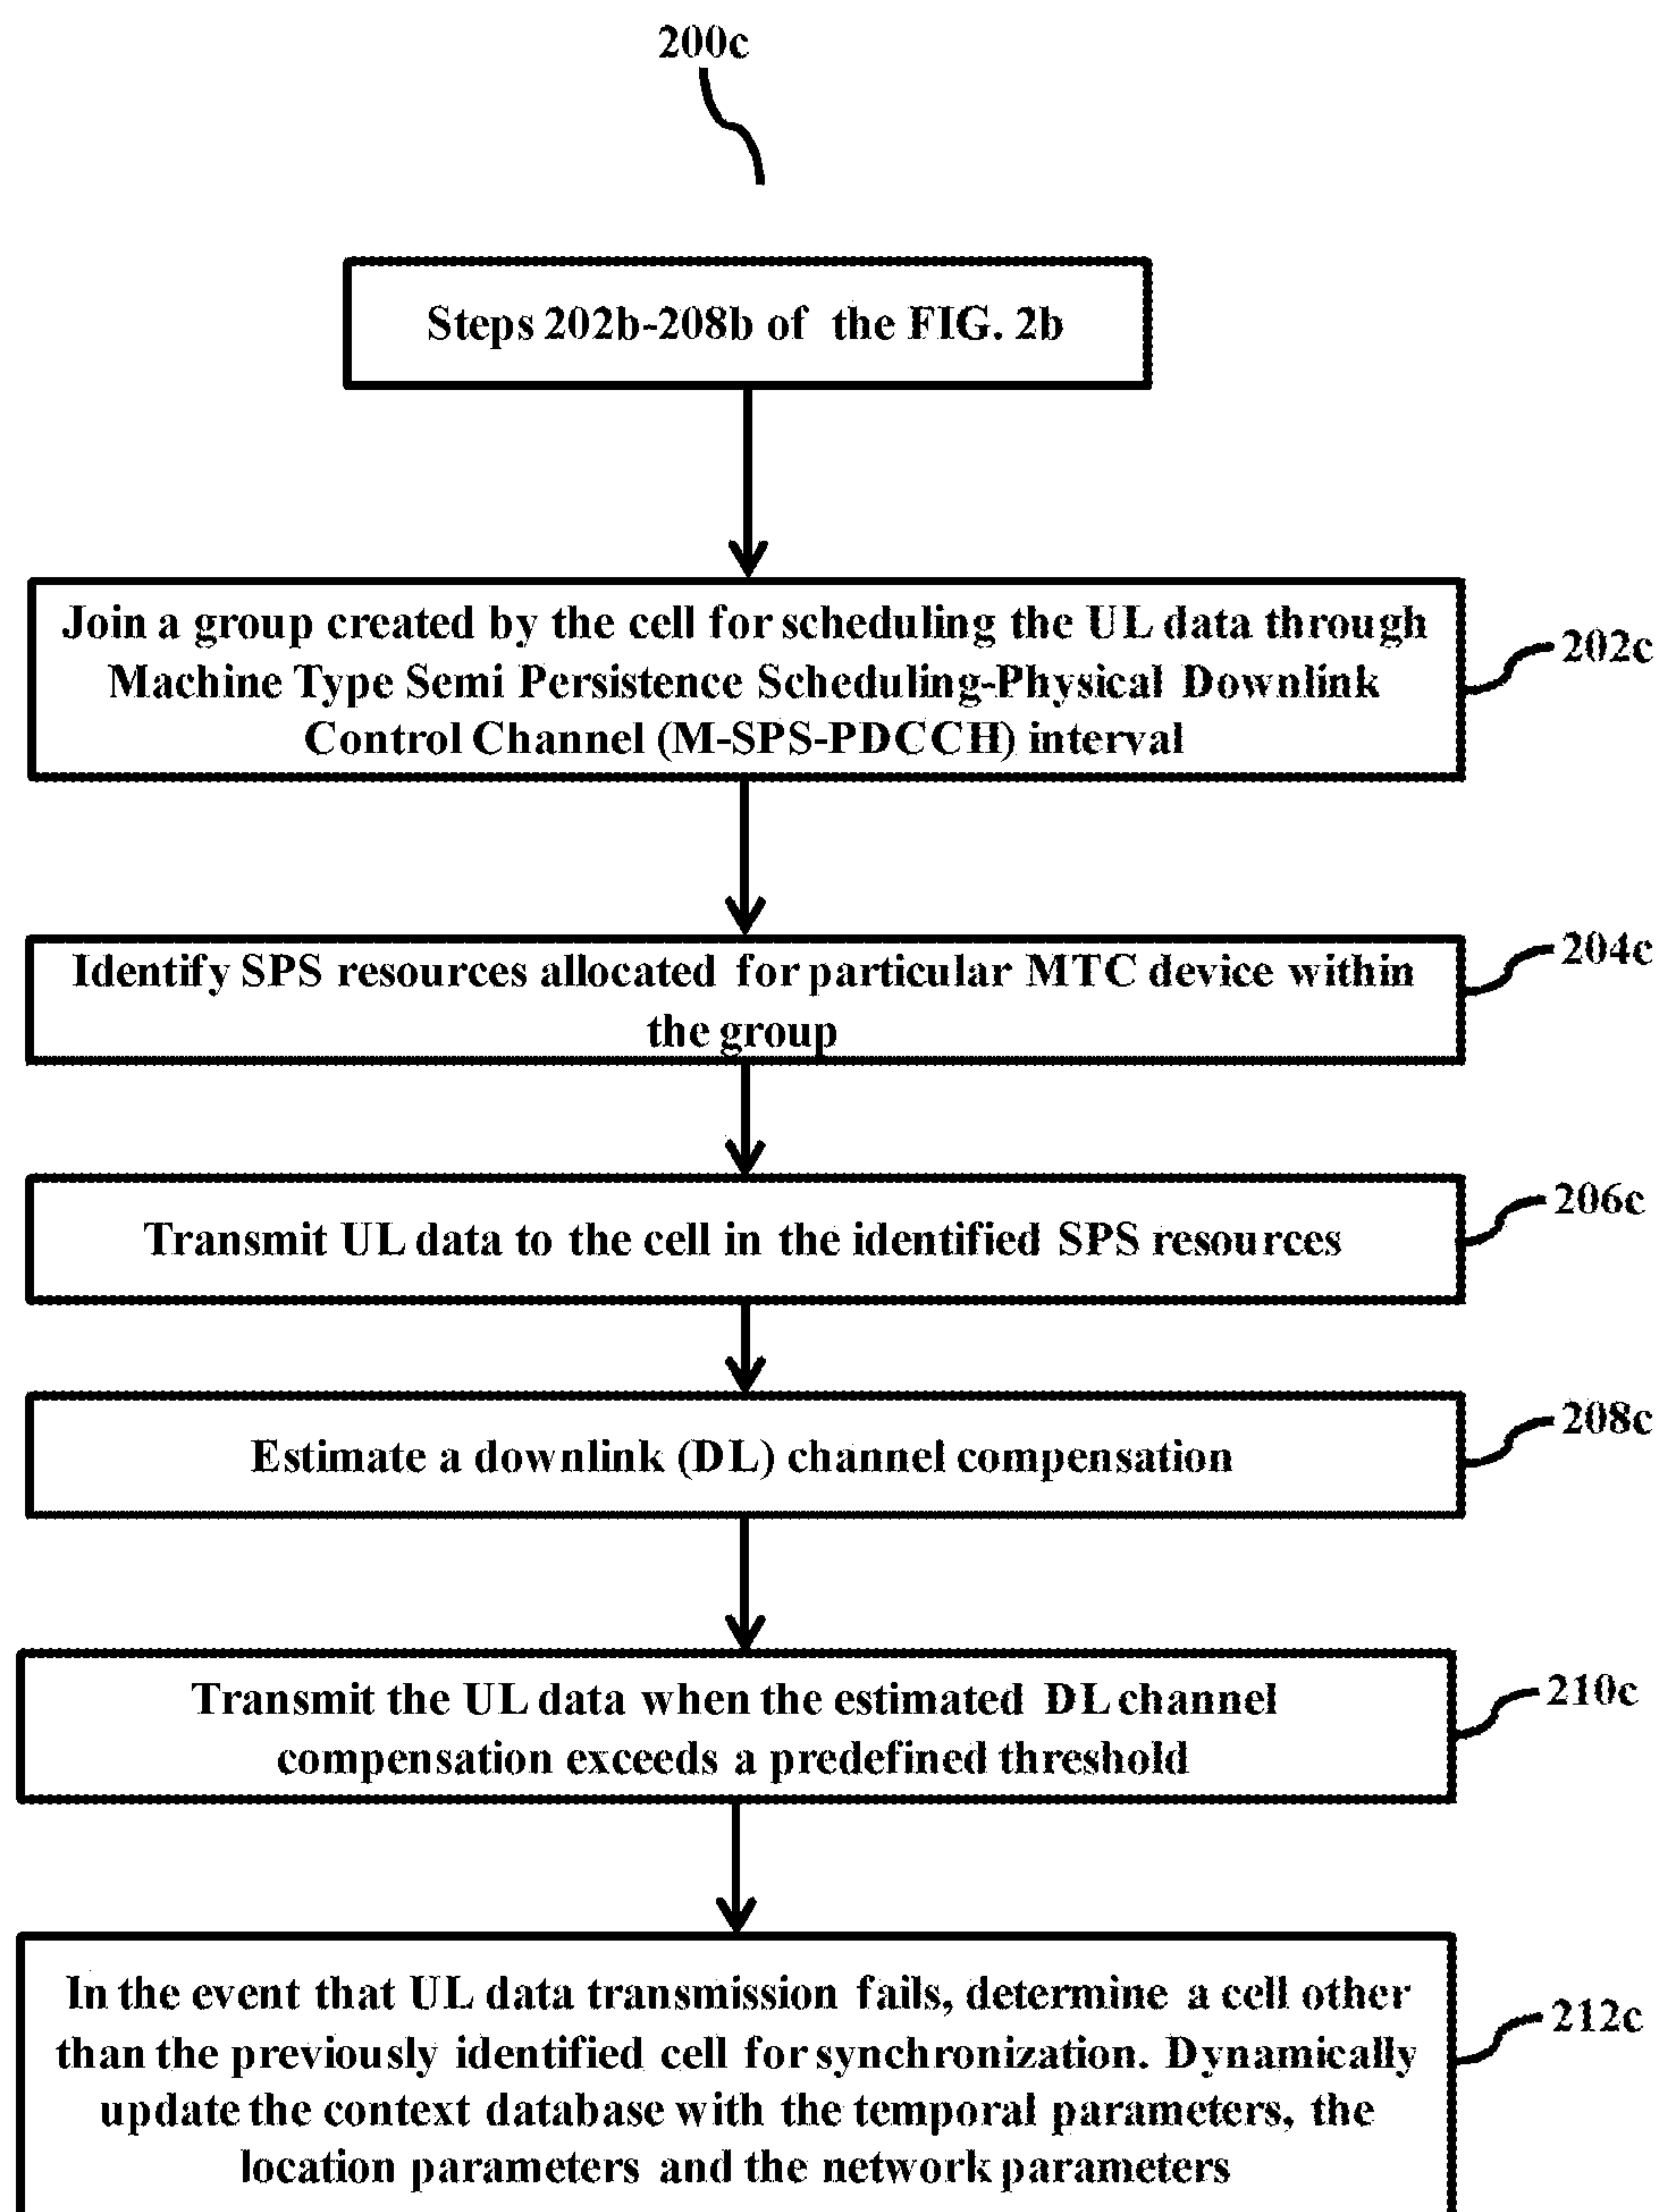 200c
Steps 202b-208b of the FIG. 2b
Join a group created by the cell for scheduling the UL data through
Machine Type Semi Persistence Scheduling-Physical Downlink
Control Channel (M-SPS-PDCCH) interval
202c
Identify SPS resources allocated for particular MTC device within
the group
204c
Transmit UL data to the cell in the identified SPS resources
206c
Estimate a downlink (DL) channel compensation
208c
Transmit the UL data when the estimated DL channel
compensation exceeds a predefined threshold
210c
In the event that UL data transmission fails, determine a cell other
than the previously identified cell for synchronization. Dynamically
update the context database with the temporal parameters, the
location parameters and the network parameters
212c